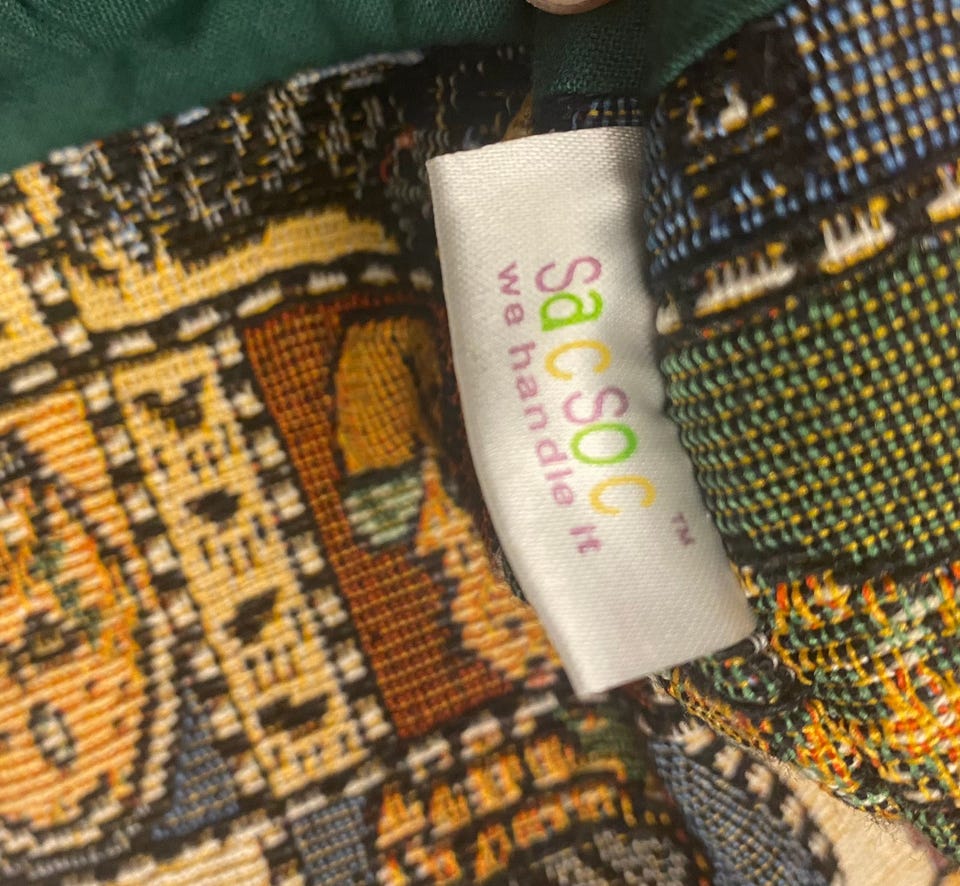 sacsoc™
we handle it